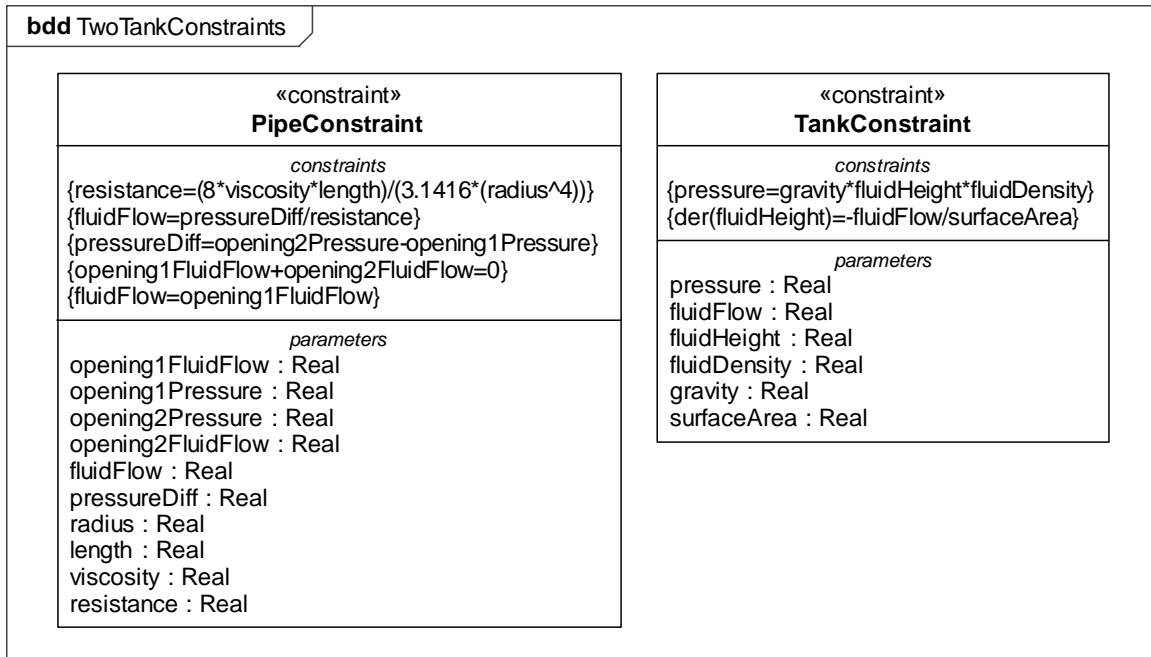 bdd TwoTankConstraints
«constraint»
PipeConstraint
constraints
{resistance=(8*viscosity*length)/(3.1416*(radius^4))}
{fluidFlow=pressureDiff/resistance}
{pressureDiff=opening2Pressure-opening1Pressure}
{opening1FluidFlow+opening2FluidFlow=0}
{fluidFlow=opening1FluidFlow}
parameters
opening1FluidFlow : Real
opening1Pressure : Real
opening2Pressure : Real
opening2FluidFlow : Real
fluidFlow : Real
pressureDiff : Real
radius : Real
length : Real
viscosity : Real
resistance : Real
«constraint»
TankConstraint
constraints
{pressure=gravity*fluidHeight*fluidDensity}
{der(fluidHeight)=-fluidFlow/surfaceArea}
parameters
pressure : Real
fluidFlow : Real
fluidHeight : Real
fluidDensity : Real
gravity : Real
surfaceArea : Real